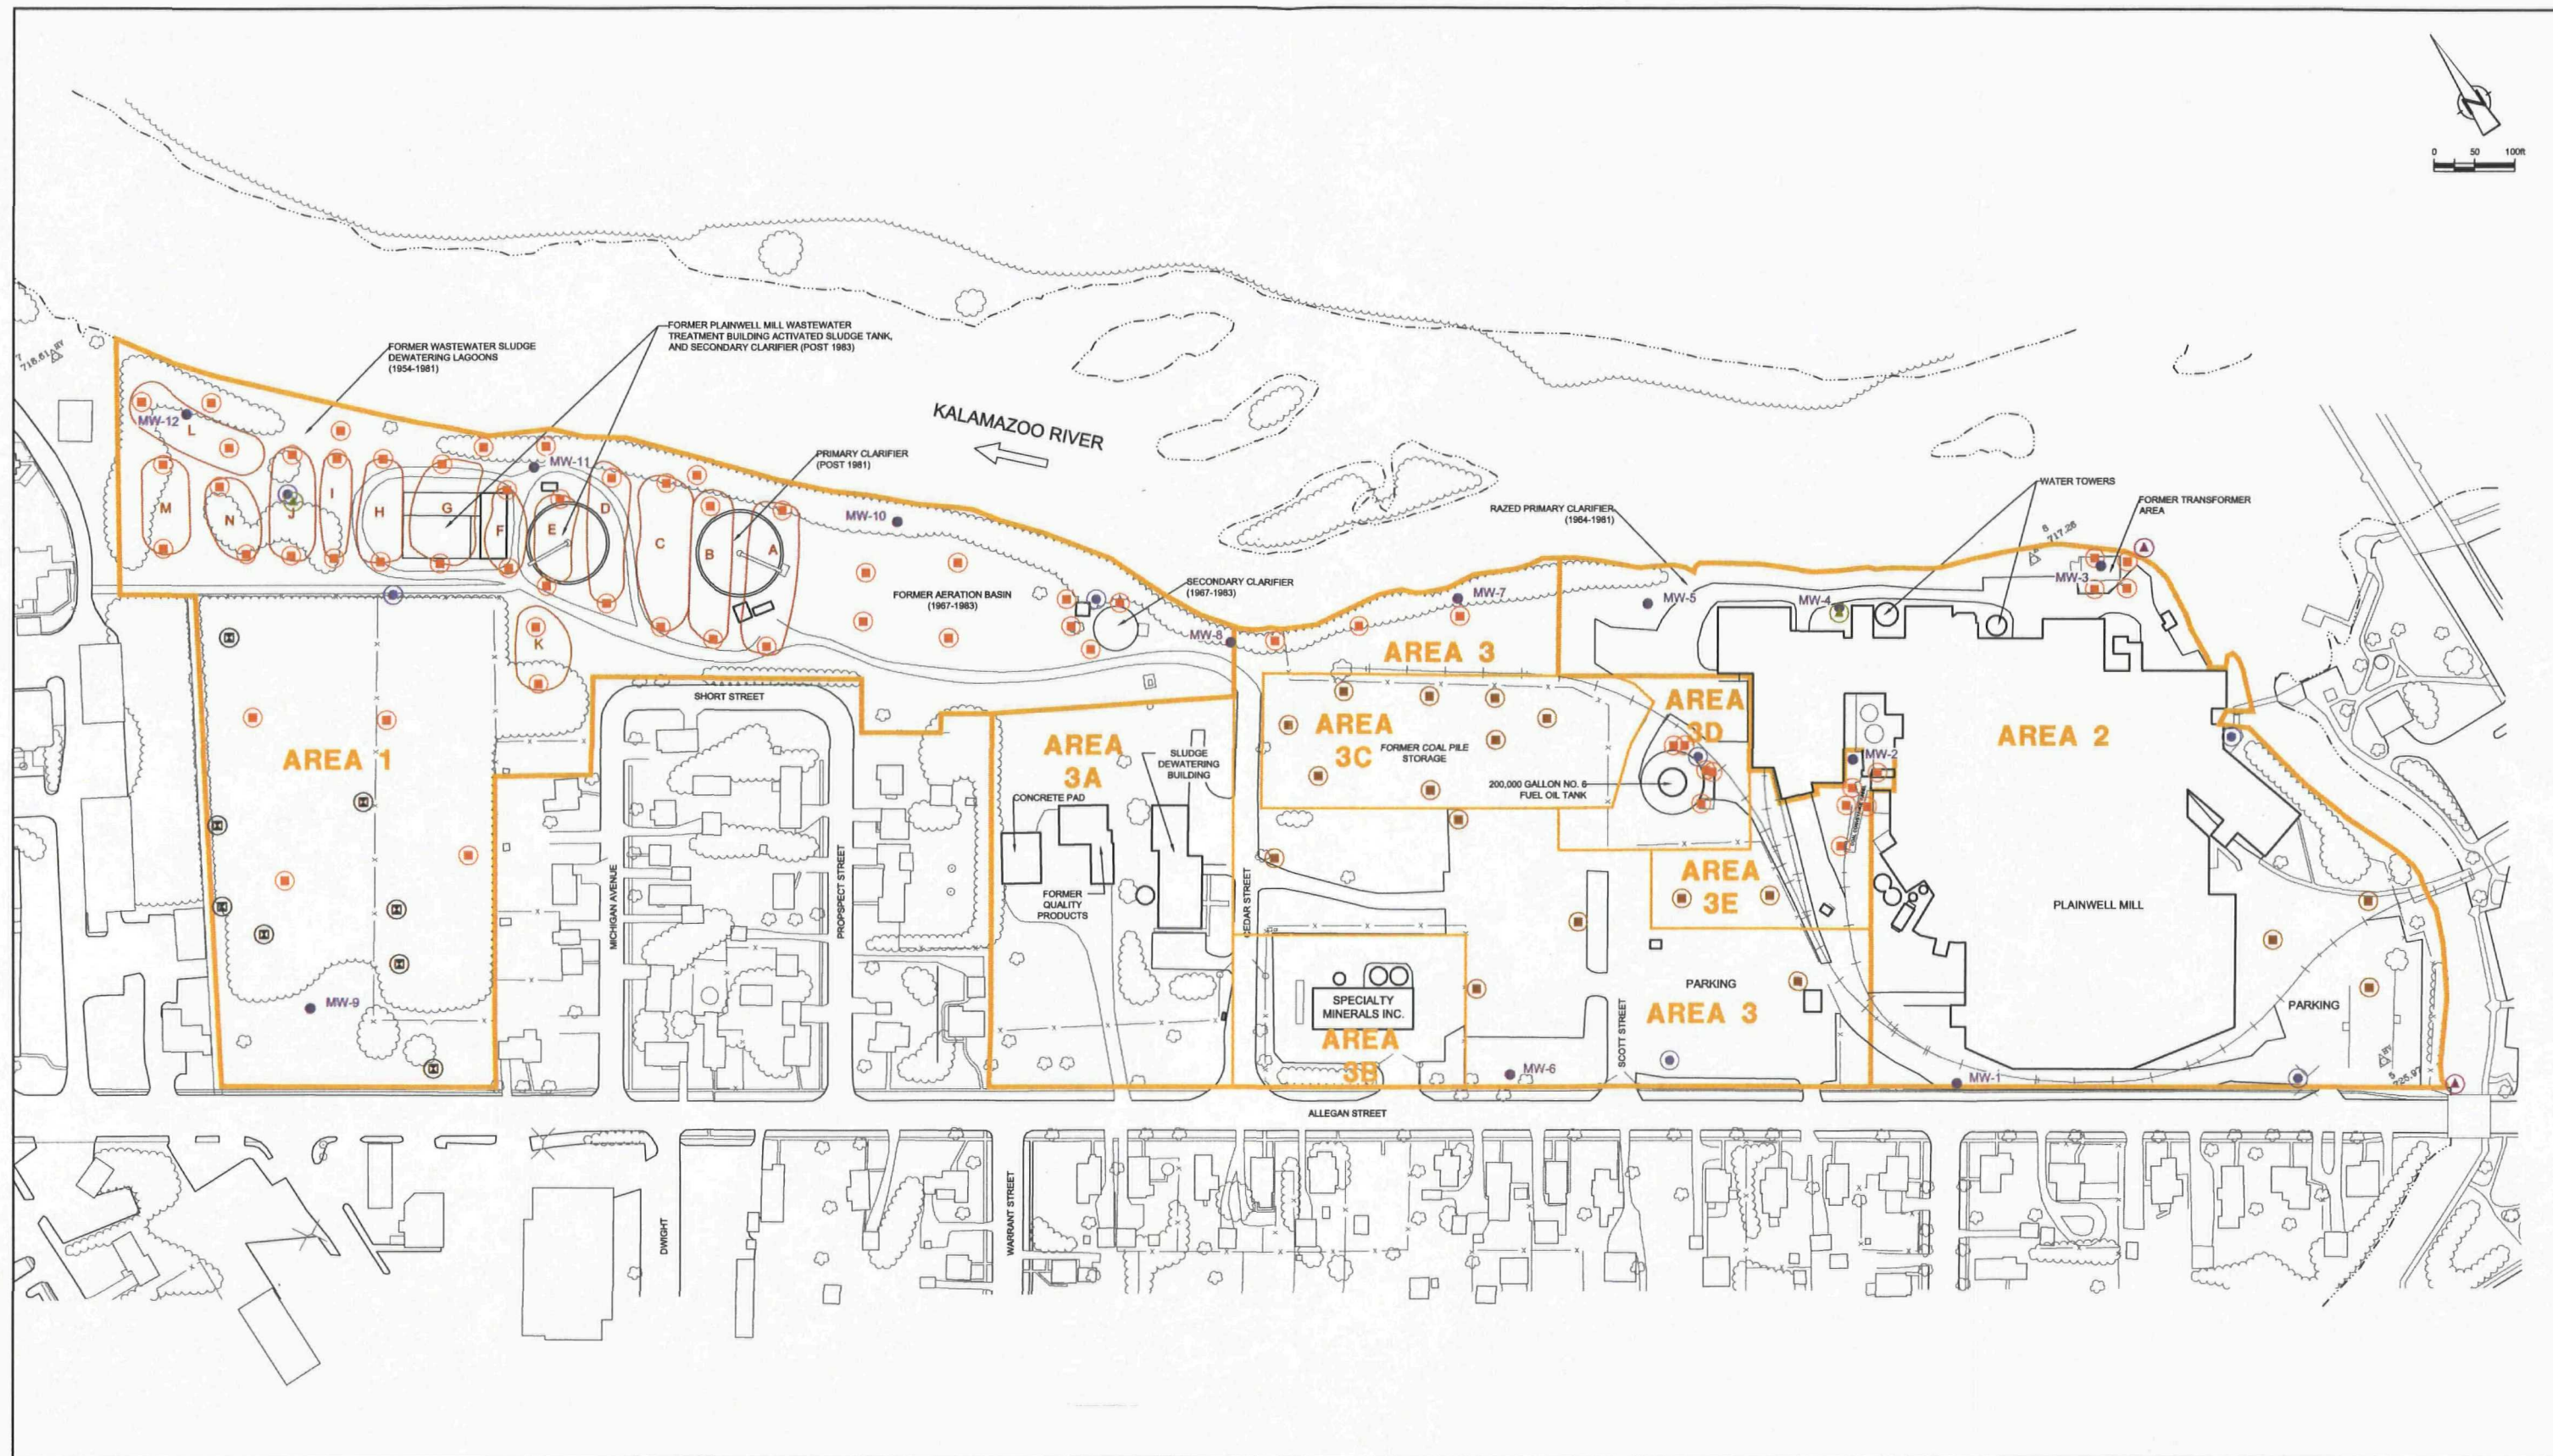 0 50 100ft
FORMER WASTEWATER SLUDGE
DEWATERING LAGOONS
(1954-1981)
FORMER PLAINWELL MILL WASTEWATER
TREATMENT BUILDING ACTIVATED SLUDGE TANK,
AND SECONDARY CLARIFIER (POST 1983)
KALAMAZOO RIVER
PRIMARY CLARIFIER
(POST 1981)
RAZED PRIMARY CLARIFIER
(1964-1981)
WATER TOWERS
FORMER TRANSFORMER
AREA
717.26
MW-12
L
M
N
J
I
H
G
F
E
D
C
B
A
K
MW-11
MW-10
FORMER AERATION BASIN
(1967-1983)
SECONDARY CLARIFIER
(1967-1983)
MW-8
MW-7
MW-5
MW-4
MW-3
AREA 3
SHORT STREET
AREA 1
AREA
3A
SLUDGE
DEWATERING
BUILDING
CONCRETE PAD
FORMER
QUALITY
PRODUCTS
AREA
3C
FORMER COAL PILE
STORAGE
200,000 GALLON NO. 6
FUEL OIL TANK
AREA
3D
MW-2
AREA 2
MICHIGAN AVENUE
PROPSPECT STREET
CEDAR STREET
AREA
3E
PLAINWELL MILL
MW-9
SPECIALTY
MINERALS INC.
AREA
3B
SCOTT STREET
PARKING
AREA 3
PARKING
MW-6
MW-1
ALLEGAN STREET
DWIGHT
WARRANT STREET